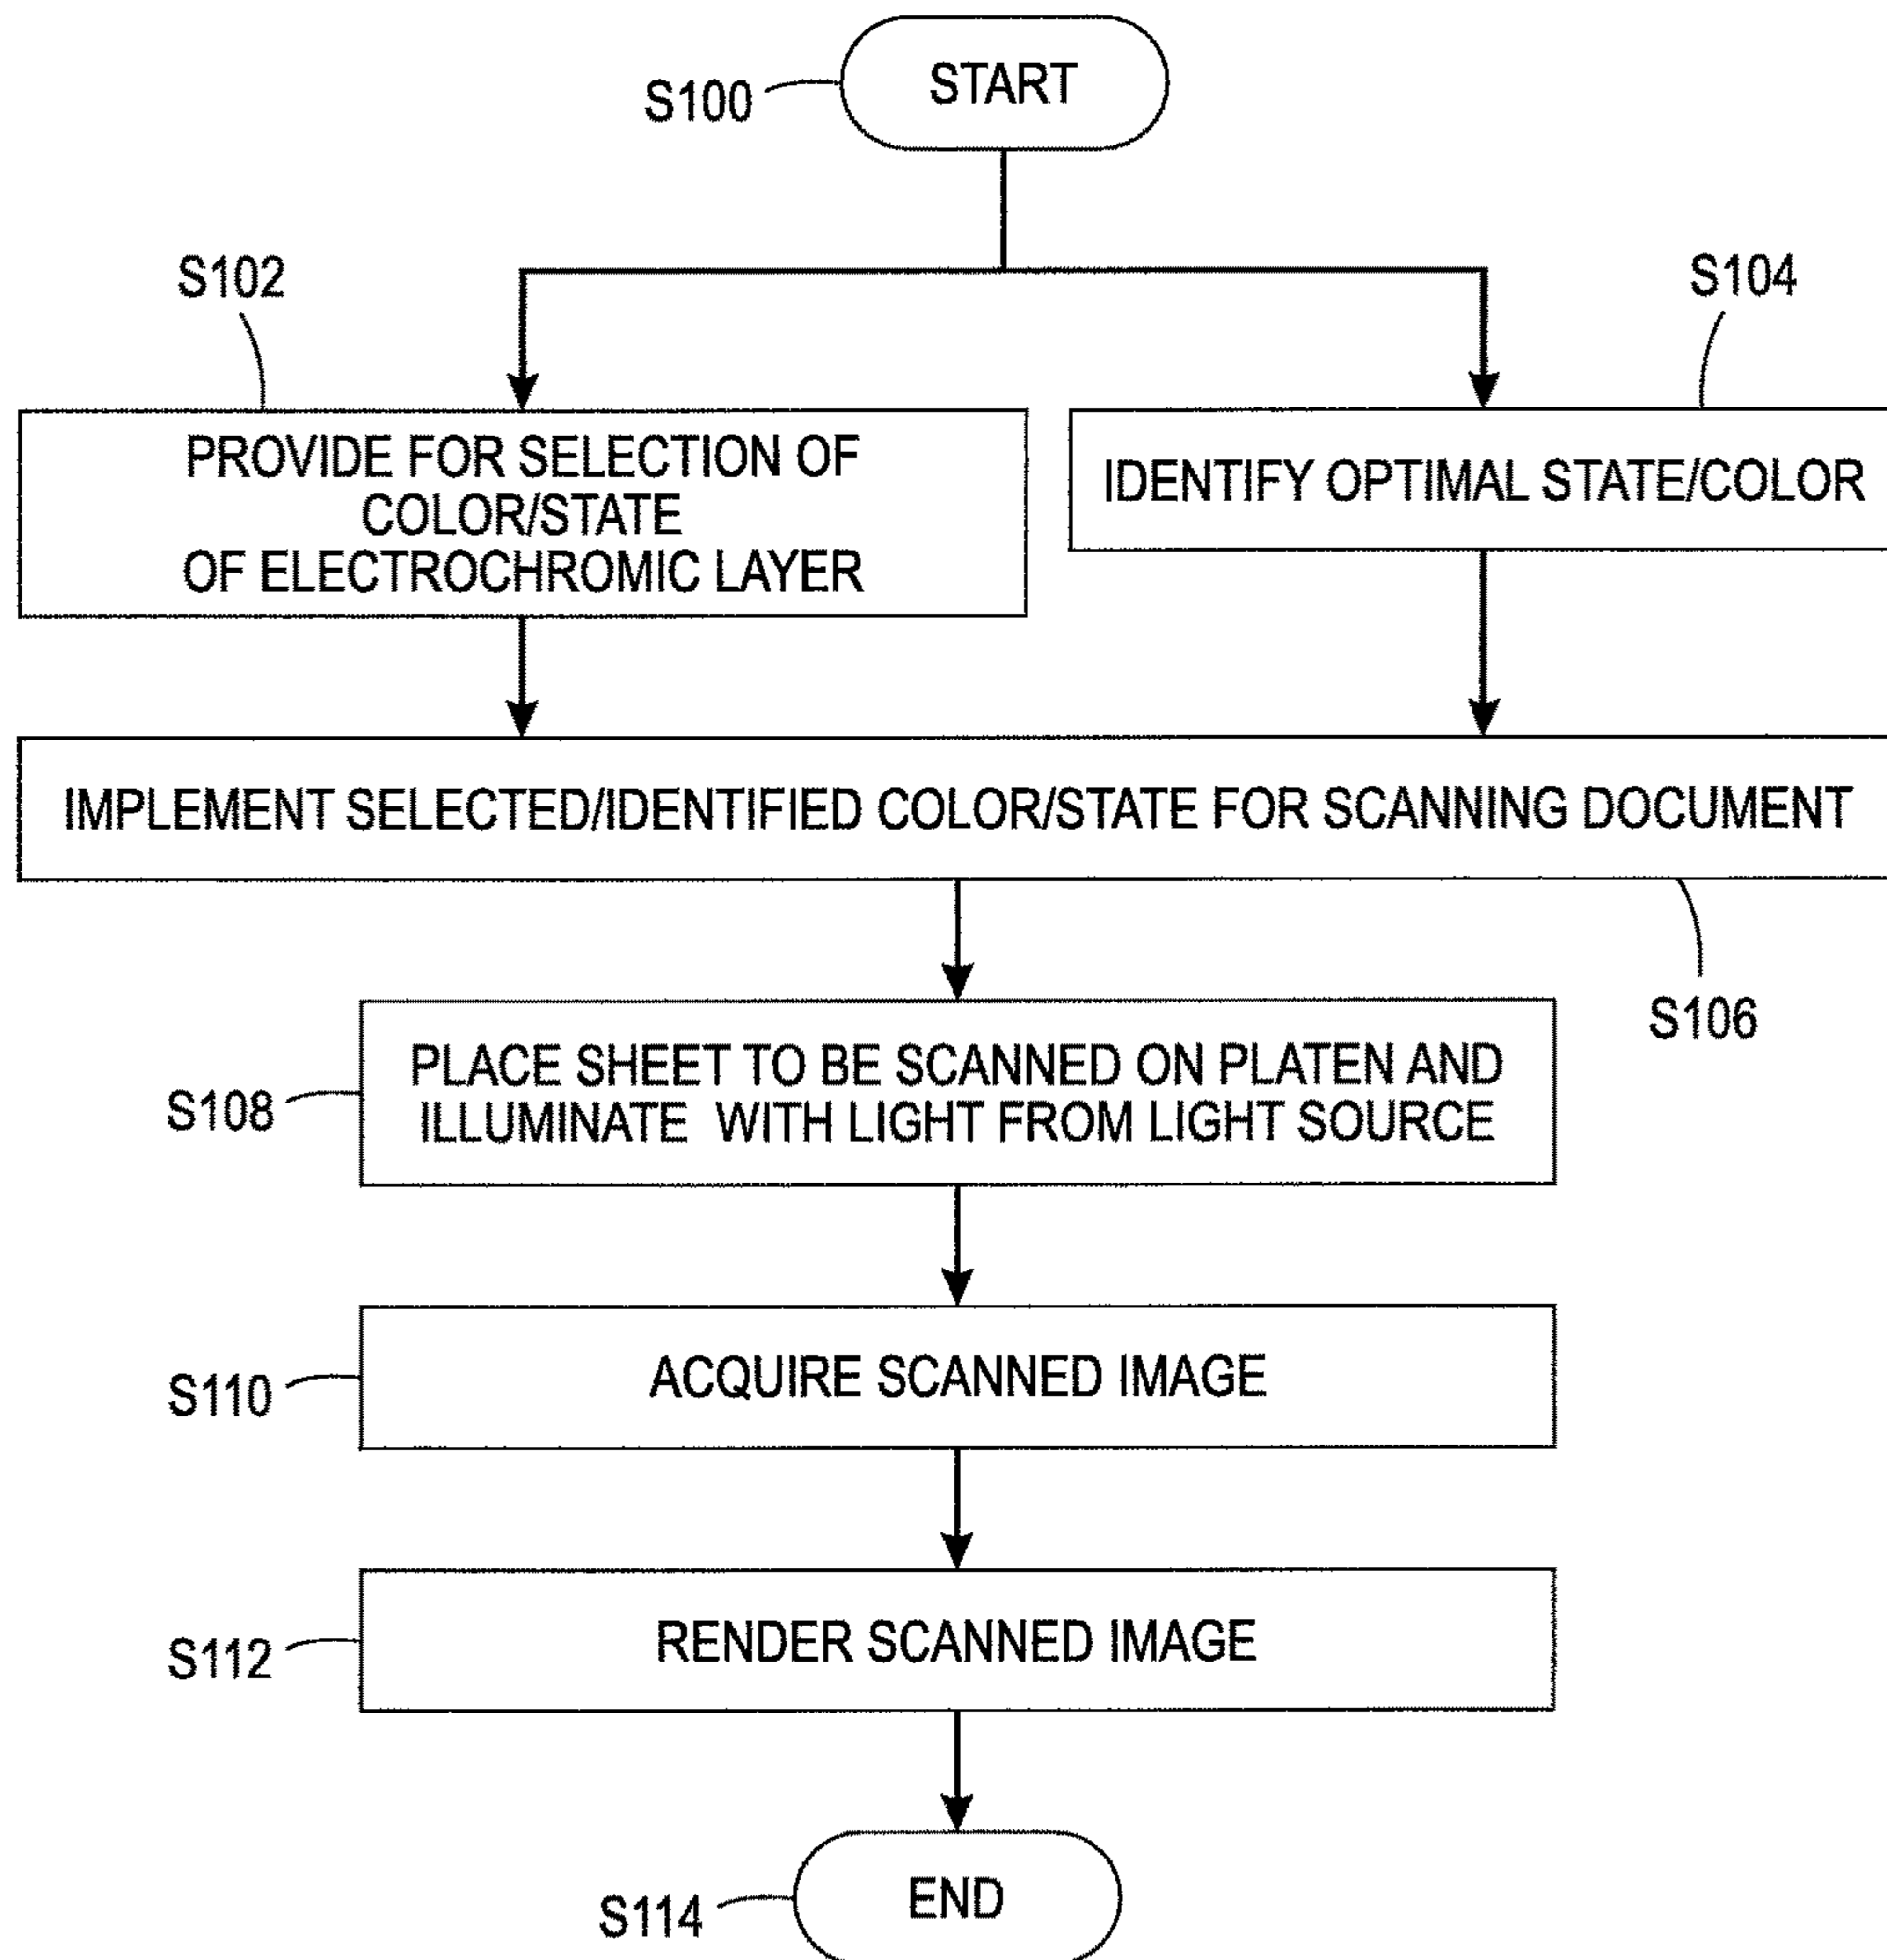 S100
START
S102
S104
PROVIDE FOR SELECTION OF
COLOR/STATE
OF ELECTROCHROMIC LAYER
IDENTIFY OPTIMAL STATE/COLOR
IMPLEMENT SELECTED/IDENTIFIED COLOR/STATE FOR SCANNING DOCUMENT
S106
S108
PLACE SHEET TO BE SCANNED ON PLATEN AND
ILLUMINATE WITH LIGHT FROM LIGHT SOURCE
S110
ACQUIRE SCANNED IMAGE
S112
RENDER SCANNED IMAGE
S114
END